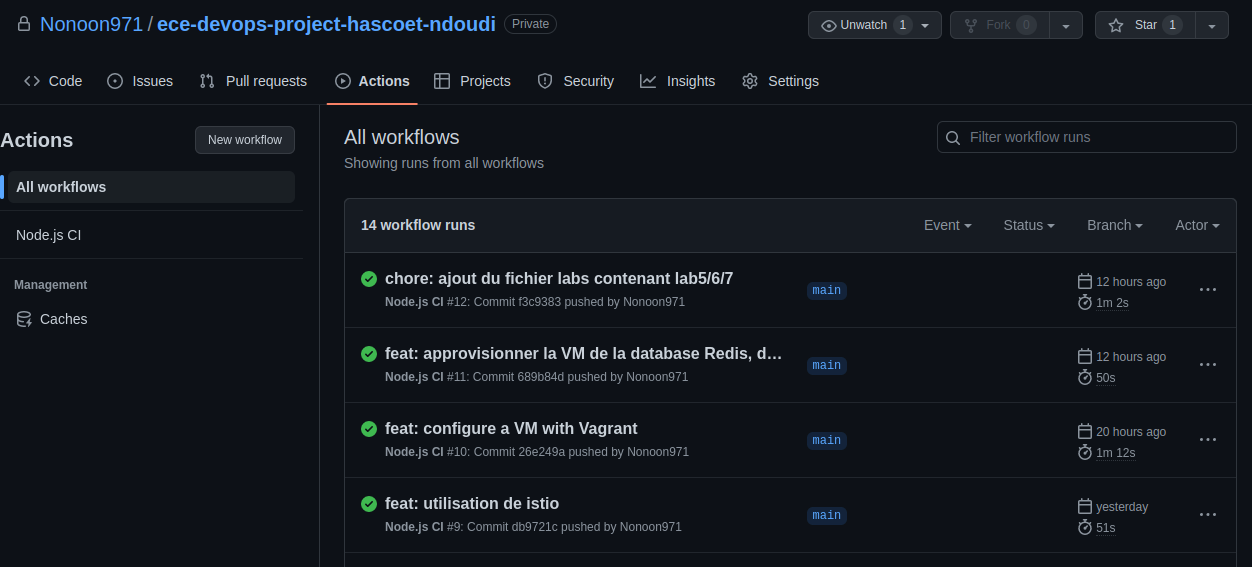 Nonoon971 / ece-devops-project-hascoet-ndoudi Private
Unwatch 1
Fork 0
Star 1
Code
Issues
Pull requests
Actions
Projects
Security
Insights
Settings
Actions
New workflow
All workflows
Node.js CI
Management
Caches
All workflows
Showing runs from all workflows
Filter workflow runs
14 workflow runs
Event
Status
Branch
Actor
chore: ajout du fichier labs contenant lab5/6/7
Node.js CI #12: Commit f3c9383 pushed by Nonoon971
main
12 hours ago
1m 2s
feat: approvisionner la VM de la database Redis, d…
Node.js CI #11: Commit 689b84d pushed by Nonoon971
main
12 hours ago
50s
feat: configure a VM with Vagrant
Node.js CI #10: Commit 26e249a pushed by Nonoon971
main
20 hours ago
1m 12s
feat: utilisation de istio
Node.js CI #9: Commit db9721c pushed by Nonoon971
main
yesterday
51s